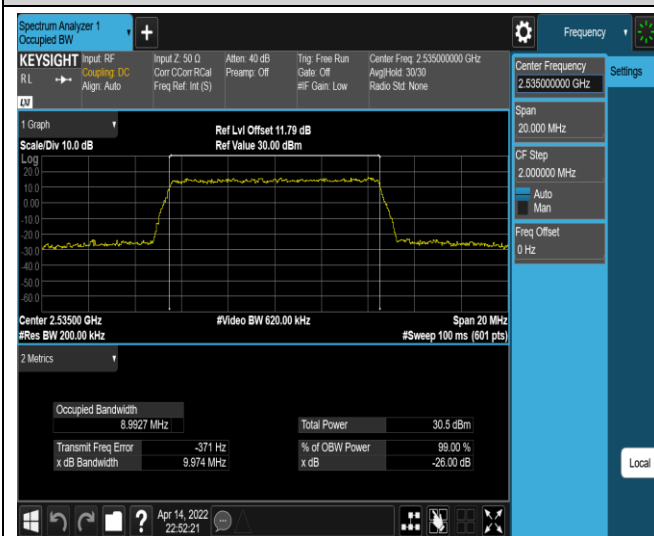 Spectrum Analyzer 1
Occupied BW
+
Frequency
KEYSIGHT
R L
LXI
Input: RF
Coupling: DC
Align: Auto
Input Z: 50 Ω
Corr CCorr RCal
Freq Ref: Int (S)
Atten: 40 dB
Preamp: Off
Trig: Free Run
Gate: Off
#IF Gain: Low
Center Freq: 2.535000000 GHz
Avg|Hold: 30/30
Radio Std: None
Center Frequency
2.535000000 GHz
Settings
Span
20.000 MHz
CF Step
2.000000 MHz
Auto
Man
Freq Offset
0 Hz
Local
1 Graph
Scale/Div 10.0 dB
Ref Lvl Offset 11.79 dB
Ref Value 30.00 dBm
Log
20.0
10.0
0.00
-10.0
-20.0
-30.0
-40.0
-50.0
-60.0
Center 2.53500 GHz
#Video BW 620.00 kHz
Span 20 MHz
#Res BW 200.00 kHz
#Sweep 100 ms (601 pts)
2 Metrics
Occupied Bandwidth
8.9927 MHz
Total Power 30.5 dBm
Transmit Freq Error -371 Hz
% of OBW Power 99.00 %
x dB Bandwidth 9.974 MHz
x dB -26.00 dB
?
Apr 14, 2022
22:52:21